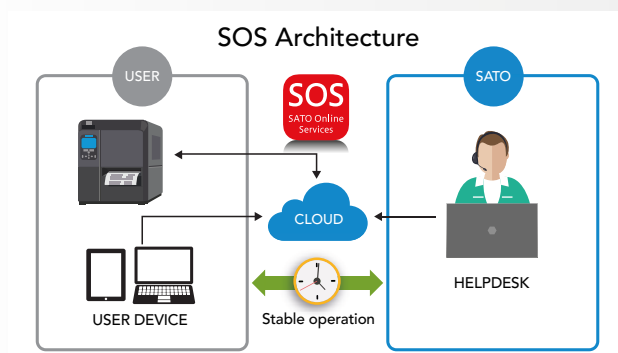 SOS Architecture
USER
SATO
SOS
SATO Online
Services
CLOUD
USER DEVICE
Stable operation
HELPDESK